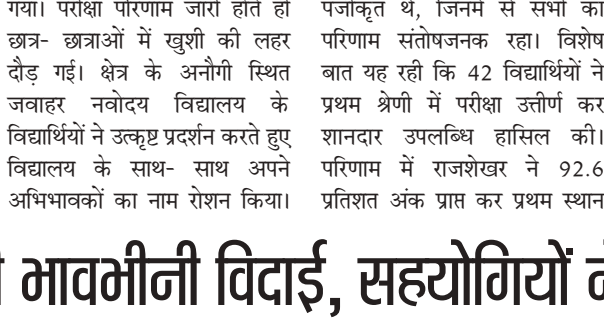 गया। परीक्षा परिणाम जारी होते ही
छात्र- छात्राओं में खुशी की लहर
दौड़ गई। क्षेत्र के अनौगी स्थित
जवाहर नवोदय विद्यालय के
विद्यार्थियों ने उत्कृष्ट प्रदर्शन करते हुए
विद्यालय के साथ- साथ अपने
अभिभावकों का नाम रोशन किया।
पंजीकृत थे, जिनमें से सभी का
परिणाम संतोषजनक रहा। विशेष
बात यह रही कि 42 विद्यार्थियों ने
प्रथम श्रेणी में परीक्षा उत्तीर्ण कर
शानदार उपलब्धि हासिल की।
परिणाम में राजशेखर ने 92.6
प्रतिशत अंक प्राप्त कर प्रथम स्थान
भावभीनी विदाई, सहयोगियों